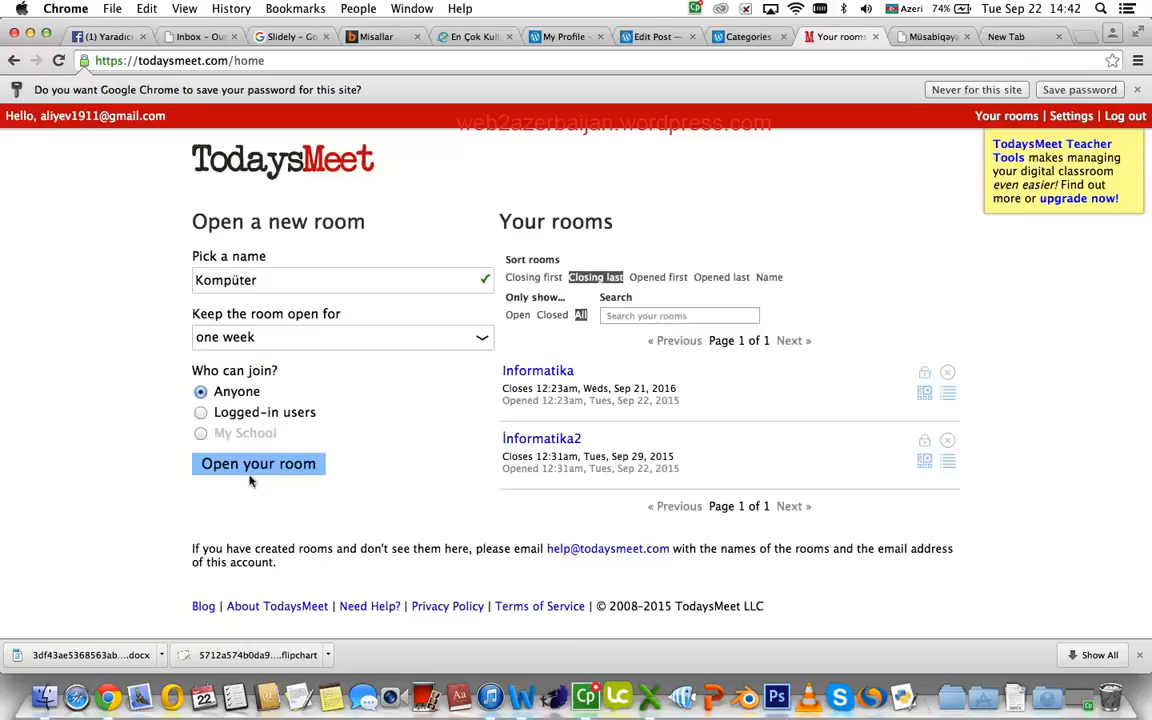 Chrome File Edit View History Bookmarks People Window Help Azeri 74% Tue Sep 22 14:42
(1) Yaradıcı Inbox – Out Slidely – Go Misallar En Çok Kull My Profile – Edit Post — Categories Your rooms Müsabiqəy New Tab
https://todaysmeet.com/home
Do you want Google Chrome to save your password for this site? Never for this site Save password
Hello, aliyev1911@gmail.com Your rooms | Settings | Log out
web2azerbaijan.wordpress.com
TodaysMeet
TodaysMeet Teacher
Tools makes managing
your digital classroom
even easier! Find out
more or upgrade now!
Open a new room
Pick a name
Kompüter
Keep the room open for
one week
Who can join?
Anyone
Logged-in users
My School
Open your room
Your rooms
Sort rooms
Closing first Closing last Opened first Opened last Name
Only show... Search
Open Closed All Search your rooms
« Previous Page 1 of 1 Next »
Informatika
Closes 12:23am, Weds, Sep 21, 2016
Opened 12:23am, Tues, Sep 22, 2015
İnformatika2
Closes 12:31am, Tues, Sep 29, 2015
Opened 12:31am, Tues, Sep 22, 2015
« Previous Page 1 of 1 Next »
If you have created rooms and don't see them here, please email help@todaysmeet.com with the names of the rooms and the email address
of this account.
Blog | About TodaysMeet | Need Help? | Privacy Policy | Terms of Service | © 2008-2015 TodaysMeet LLC
3df43ae5368563ab....docx 5712a574b0da9....flipchart Show All